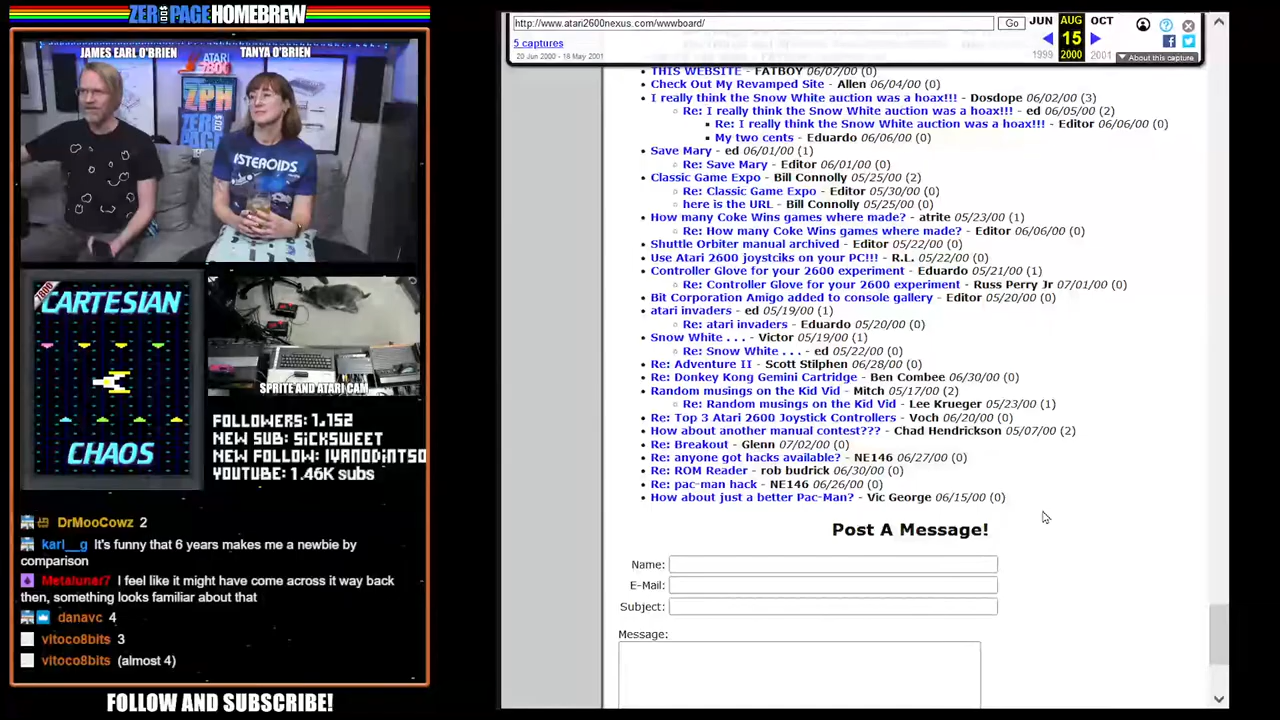 ZERO PAGE HOMEBREW
JAMES EARL O'BRIEN
TANYA O'BRIEN
ATARI
2600
ZPH
ZERO
PAGE
ASTEROIDS
2600
CARTESIAN
CHAOS
SPRITE AND ATARI CAM
FOLLOWERS: 1,152
NEW SUB: SICKSWEET
NEW FOLLOW: IVANODINTSO
YOUTUBE: 1.46K subs
DrMooCowz 2
karl__g It's funny that 6 years makes me a newbie by
comparison
Metaluner7 I feel like it might have come across it way back
then, something looks familiar about that
danavc 4
vitoco8bits 3
vitoco8bits (almost 4)
FOLLOW AND SUBSCRIBE!
http://www.atari2600nexus.com/wwwboard/
Go
JUN AUG OCT
5 captures
15
20 Jun 2000 - 18 May 2001
1999 2000 2001
About this capture
THIS WEBSITE - FATBOY 06/07/00 (0)
Check Out My Revamped Site - Allen 06/04/00 (0)
I really think the Snow White auction was a hoax!!! - Dosdope 06/02/00 (3)
Re: I really think the Snow White auction was a hoax!!! - ed 06/05/00 (2)
Re: I really think the Snow White auction was a hoax!!! - Editor 06/06/00 (0)
My two cents - Eduardo 06/06/00 (0)
Save Mary - ed 06/01/00 (1)
Re: Save Mary - Editor 06/01/00 (0)
Classic Game Expo - Bill Connolly 05/25/00 (2)
Re: Classic Game Expo - Editor 05/30/00 (0)
here is the URL - Bill Connolly 05/25/00 (0)
How many Coke Wins games where made? - atrite 05/23/00 (1)
Re: How many Coke Wins games where made? - Editor 06/06/00 (0)
Shuttle Orbiter manual archived - Editor 05/22/00 (0)
Use Atari 2600 joystciks on your PC!!! - R.L. 05/22/00 (0)
Controller Glove for your 2600 experiment - Eduardo 05/21/00 (1)
Re: Controller Glove for your 2600 experiment - Russ Perry Jr 07/01/00 (0)
Bit Corporation Amigo added to console gallery - Editor 05/20/00 (0)
atari invaders - ed 05/19/00 (1)
Re: atari invaders - Eduardo 05/20/00 (0)
Snow White . . . - Victor 05/19/00 (1)
Re: Snow White . . . - ed 05/22/00 (0)
Re: Adventure II - Scott Stilphen 06/28/00 (0)
Re: Donkey Kong Gemini Cartridge - Ben Combee 06/30/00 (0)
Random musings on the Kid Vid - Mitch 05/17/00 (2)
Re: Random musings on the Kid Vid - Lee Krueger 05/23/00 (1)
Re: Top 3 Atari 2600 Joystick Controllers - Voch 06/20/00 (0)
How about another manual contest??? - Chad Hendrickson 05/07/00 (2)
Re: Breakout - Glenn 07/02/00 (0)
Re: anyone got hacks available? - NE146 06/27/00 (0)
Re: ROM Reader - rob budrick 06/30/00 (0)
Re: pac-man hack - NE146 06/26/00 (0)
How about just a better Pac-Man? - Vic George 06/15/00 (0)
Post A Message!
Name:
E-Mail:
Subject:
Message: